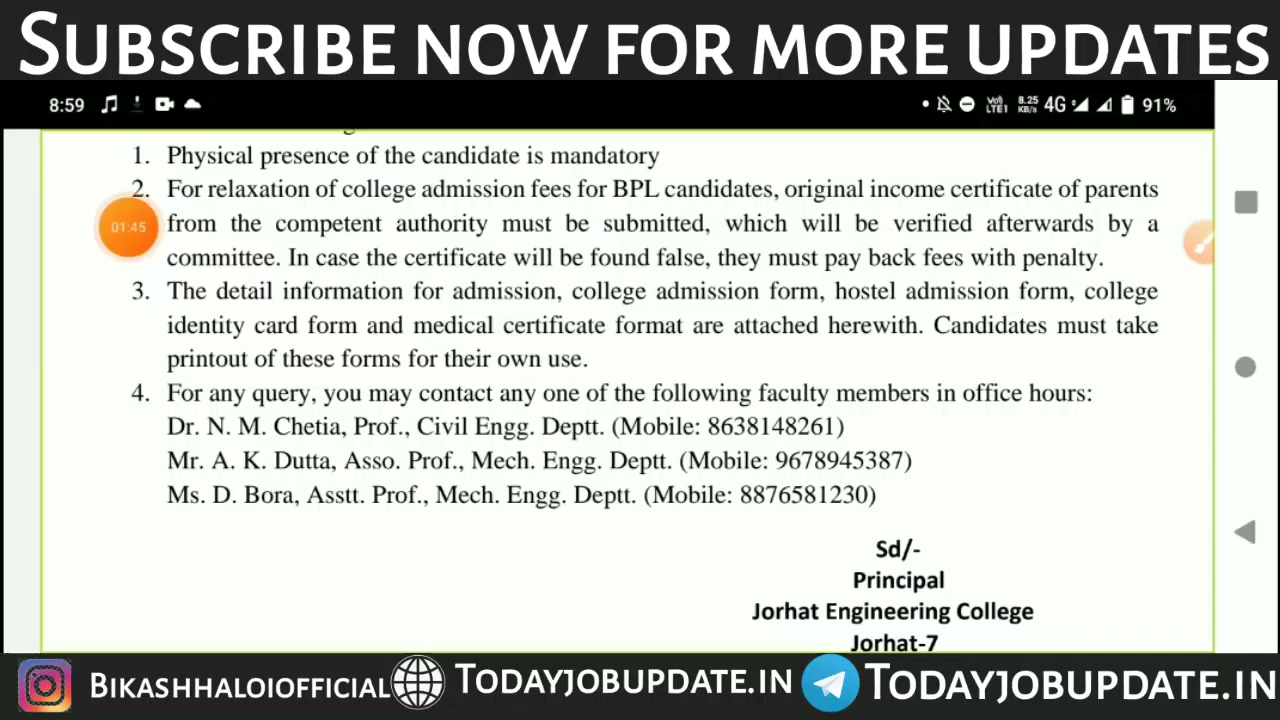 SUBSCRIBE NOW FOR MORE UPDATES
8:59 Vo) LTE1 8.25 KB/s 4G 91%
1. Physical presence of the candidate is mandatory
2. For relaxation of college admission fees for BPL candidates, original income certificate of parents
01:45
from the competent authority must be submitted, which will be verified afterwards by a
committee. In case the certificate will be found false, they must pay back fees with penalty.
3. The detail information for admission, college admission form, hostel admission form, college
identity card form and medical certificate format are attached herewith. Candidates must take
printout of these forms for their own use.
4. For any query, you may contact any one of the following faculty members in office hours:
Dr. N. M. Chetia, Prof., Civil Engg. Deptt. (Mobile: 8638148261)
Mr. A. K. Dutta, Asso. Prof., Mech. Engg. Deptt. (Mobile: 9678945387)
Ms. D. Bora, Asstt. Prof., Mech. Engg. Deptt. (Mobile: 8876581230)
Sd/-
Principal
Jorhat Engineering College
Jorhat-7
BIKASHHALOIOFFICIAL TODAYJOBUPDATE.IN TODAYJOBUPDATE.IN